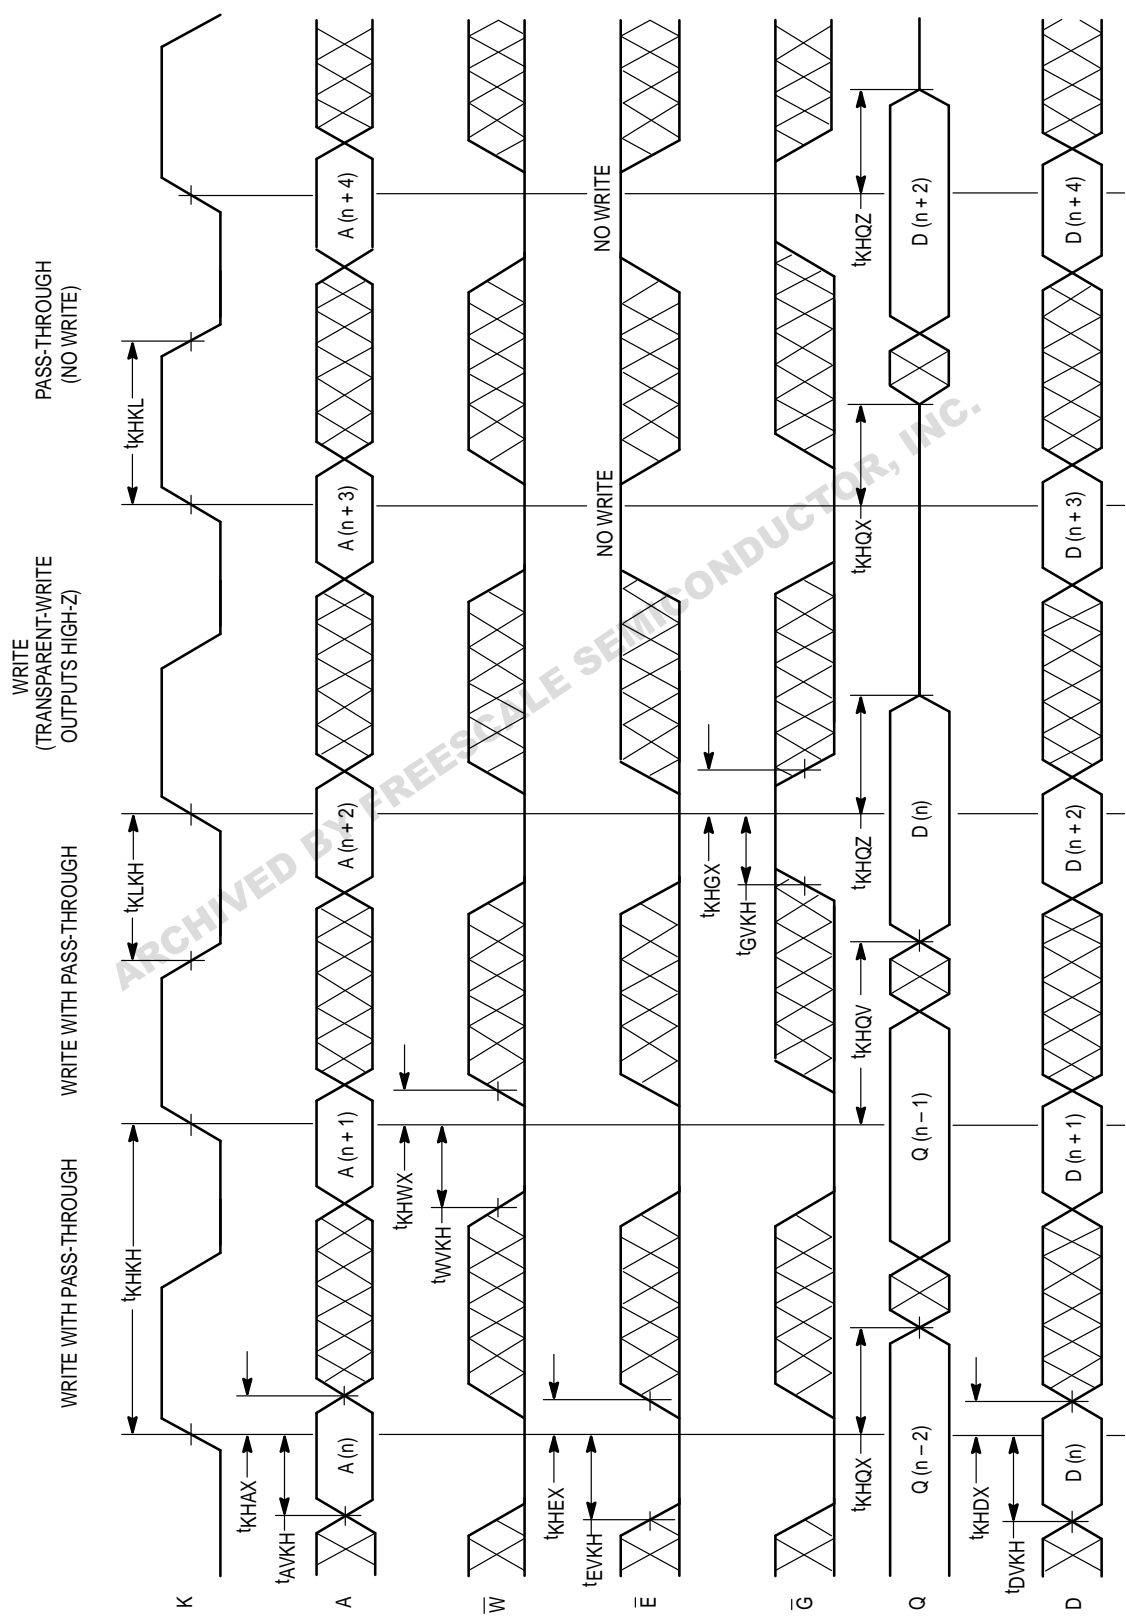 WRITE WITH PASS-THROUGH
WRITE WITH PASS-THROUGH
WRITE
(TRANSPARENT-WRITE
OUTPUTS HIGH-Z)
PASS-THROUGH
(NO WRITE)
tKHKH
tKLKH
tKHKL
K
tKHAX
tAVKH
A
A (n)
A (n + 1)
A (n + 2)
A (n + 3)
A (n + 4)
tKHWX
tWVKH
W
tKHEX
tEVKH
E
NO WRITE
NO WRITE
tKHGX
tGVKH
G
tKHQX
tKHQV
tKHQZ
tKHQX
tKHQZ
Q
Q (n – 2)
Q (n – 1)
D (n)
D (n + 2)
tKHDX
tDVKH
D
D (n)
D (n + 1)
D (n + 2)
D (n + 3)
D (n + 4)
ARCHIVED BY FREESCALE SEMICONDUCTOR, INC.